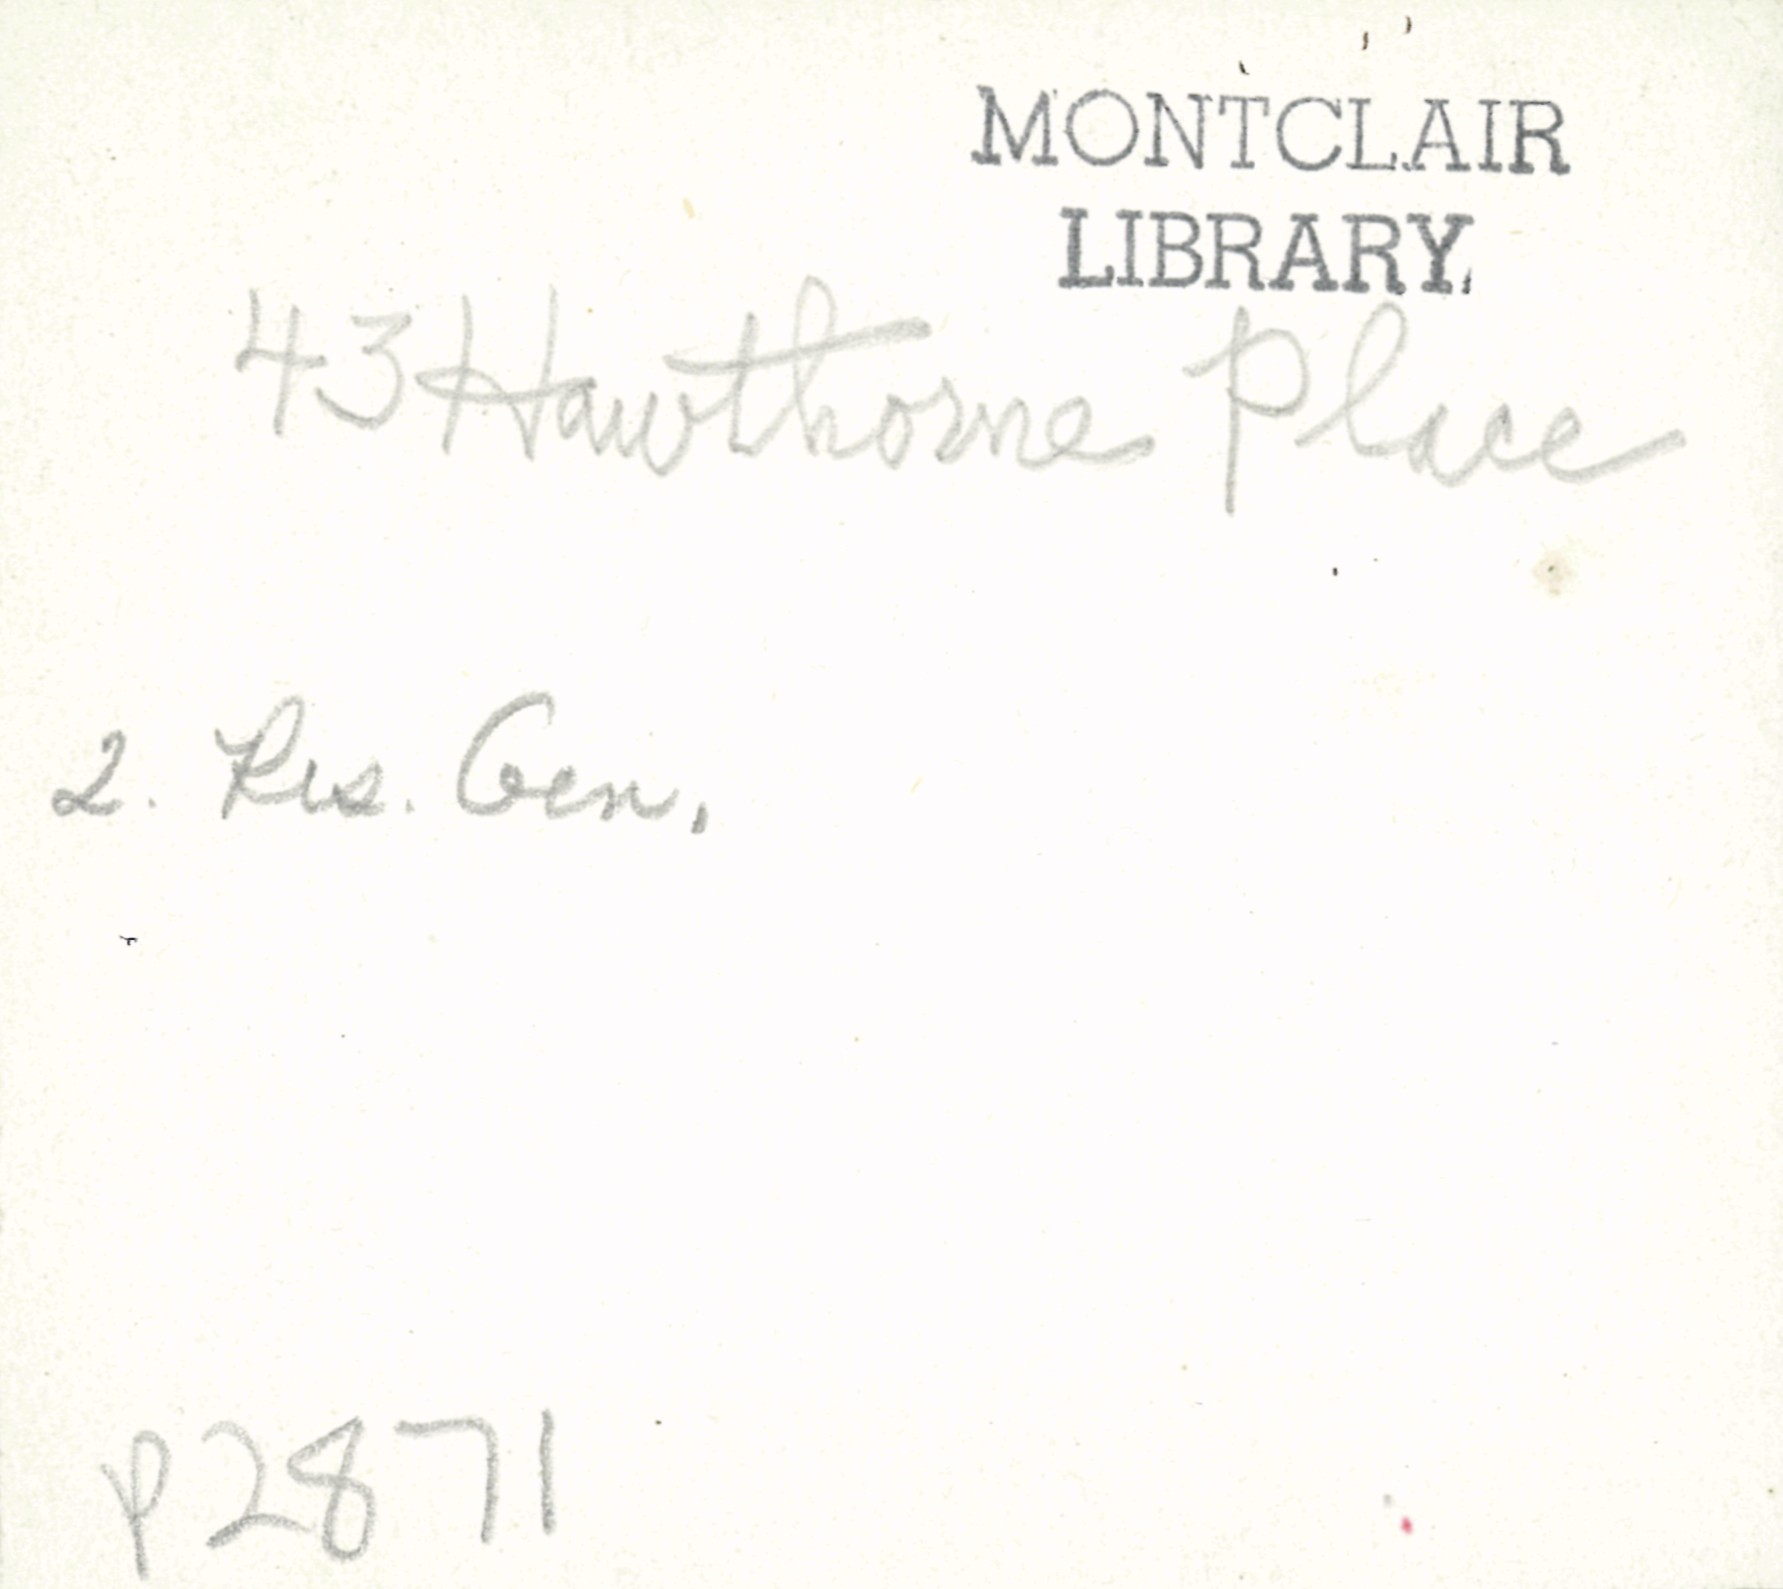 MONTCLAIR
LIBRARY
43 Hawthorne Place
2. Res. Gen.
P2871